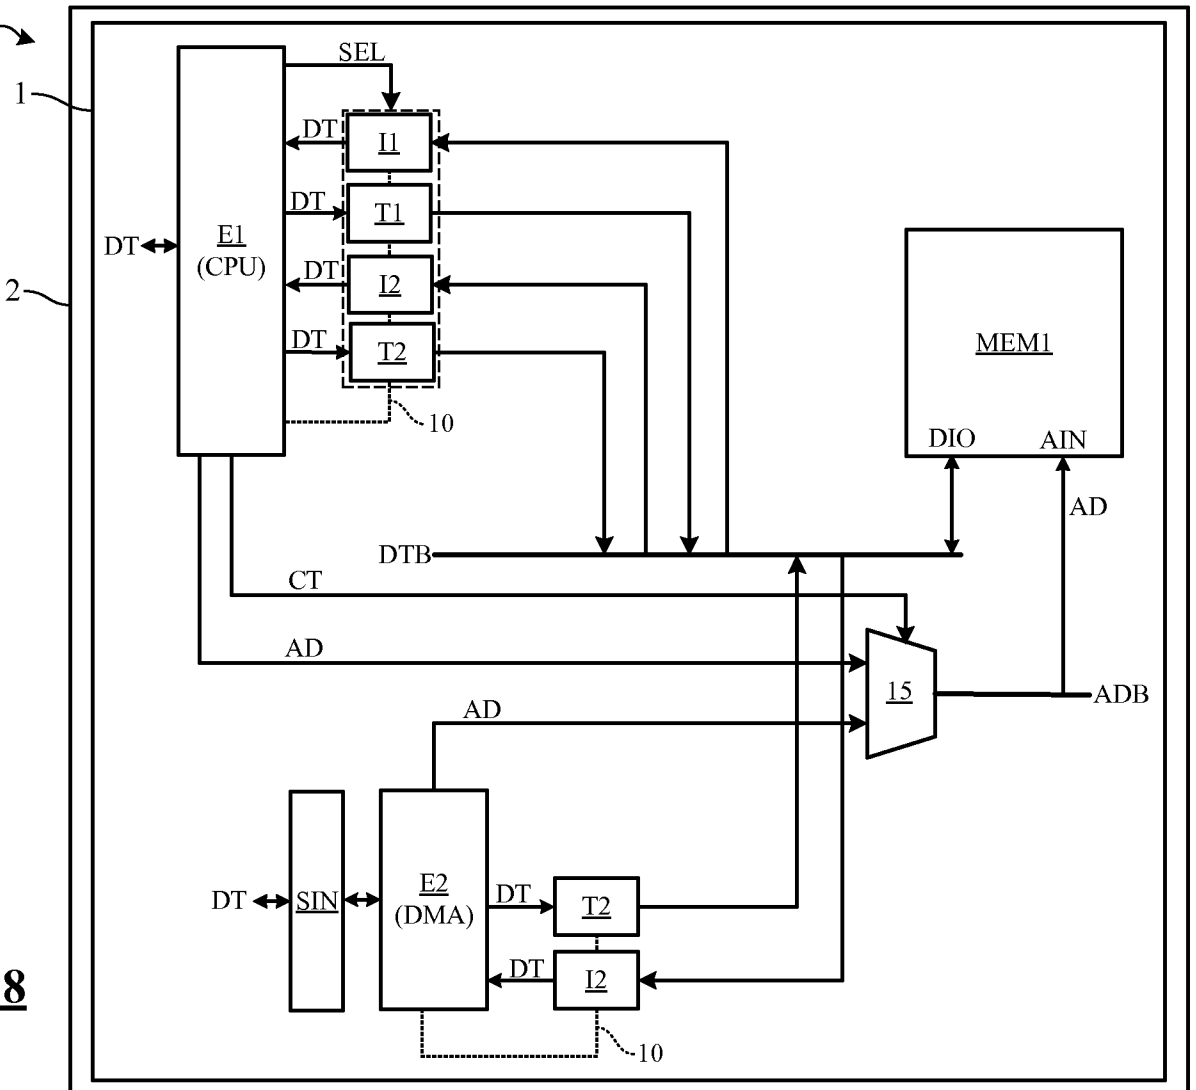 SEL
1
DT
I1
DT
T1
E1
DT
(CPU)
DT
I2
2
DT
T2
MEM1
10
DIO
AIN
AD
DTB
CT
AD
15
ADB
AD
E2
DT
SIN
DT
T2
(DMA)
DT
I2
8
10